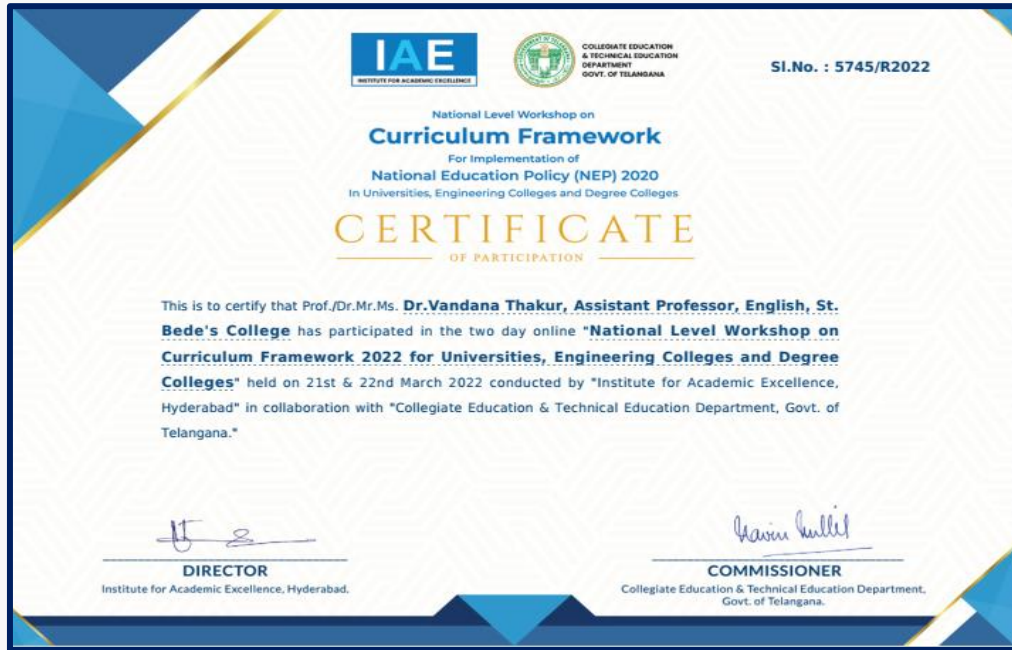 IAE
INSTITUTE FOR ACADEMIC EXCELLENCE
COLLEGIATE EDUCATION
& TECHNICAL EDUCATION
DEPARTMENT
GOVT. OF TELANGANA
SI.No. : 5745/R2022
National Level Workshop on
Curriculum Framework
For Implementation of
National Education Policy (NEP) 2020
In Universities, Engineering Colleges and Degree Colleges
CERTIFICATE
OF PARTICIPATION
This is to certify that Prof./Dr.Mr.Ms. Dr.Vandana Thakur, Assistant Professor, English, St.
Bede's College has participated in the two day online "National Level Workshop on
Curriculum Framework 2022 for Universities, Engineering Colleges and Degree
Colleges" held on 21st & 22nd March 2022 conducted by "Institute for Academic Excellence,
Hyderabad" in collaboration with "Collegiate Education & Technical Education Department, Govt. of
Telangana."
DIRECTOR
Institute for Academic Excellence, Hyderabad.
COMMISSIONER
Collegiate Education & Technical Education Department,
Govt. of Telangana.